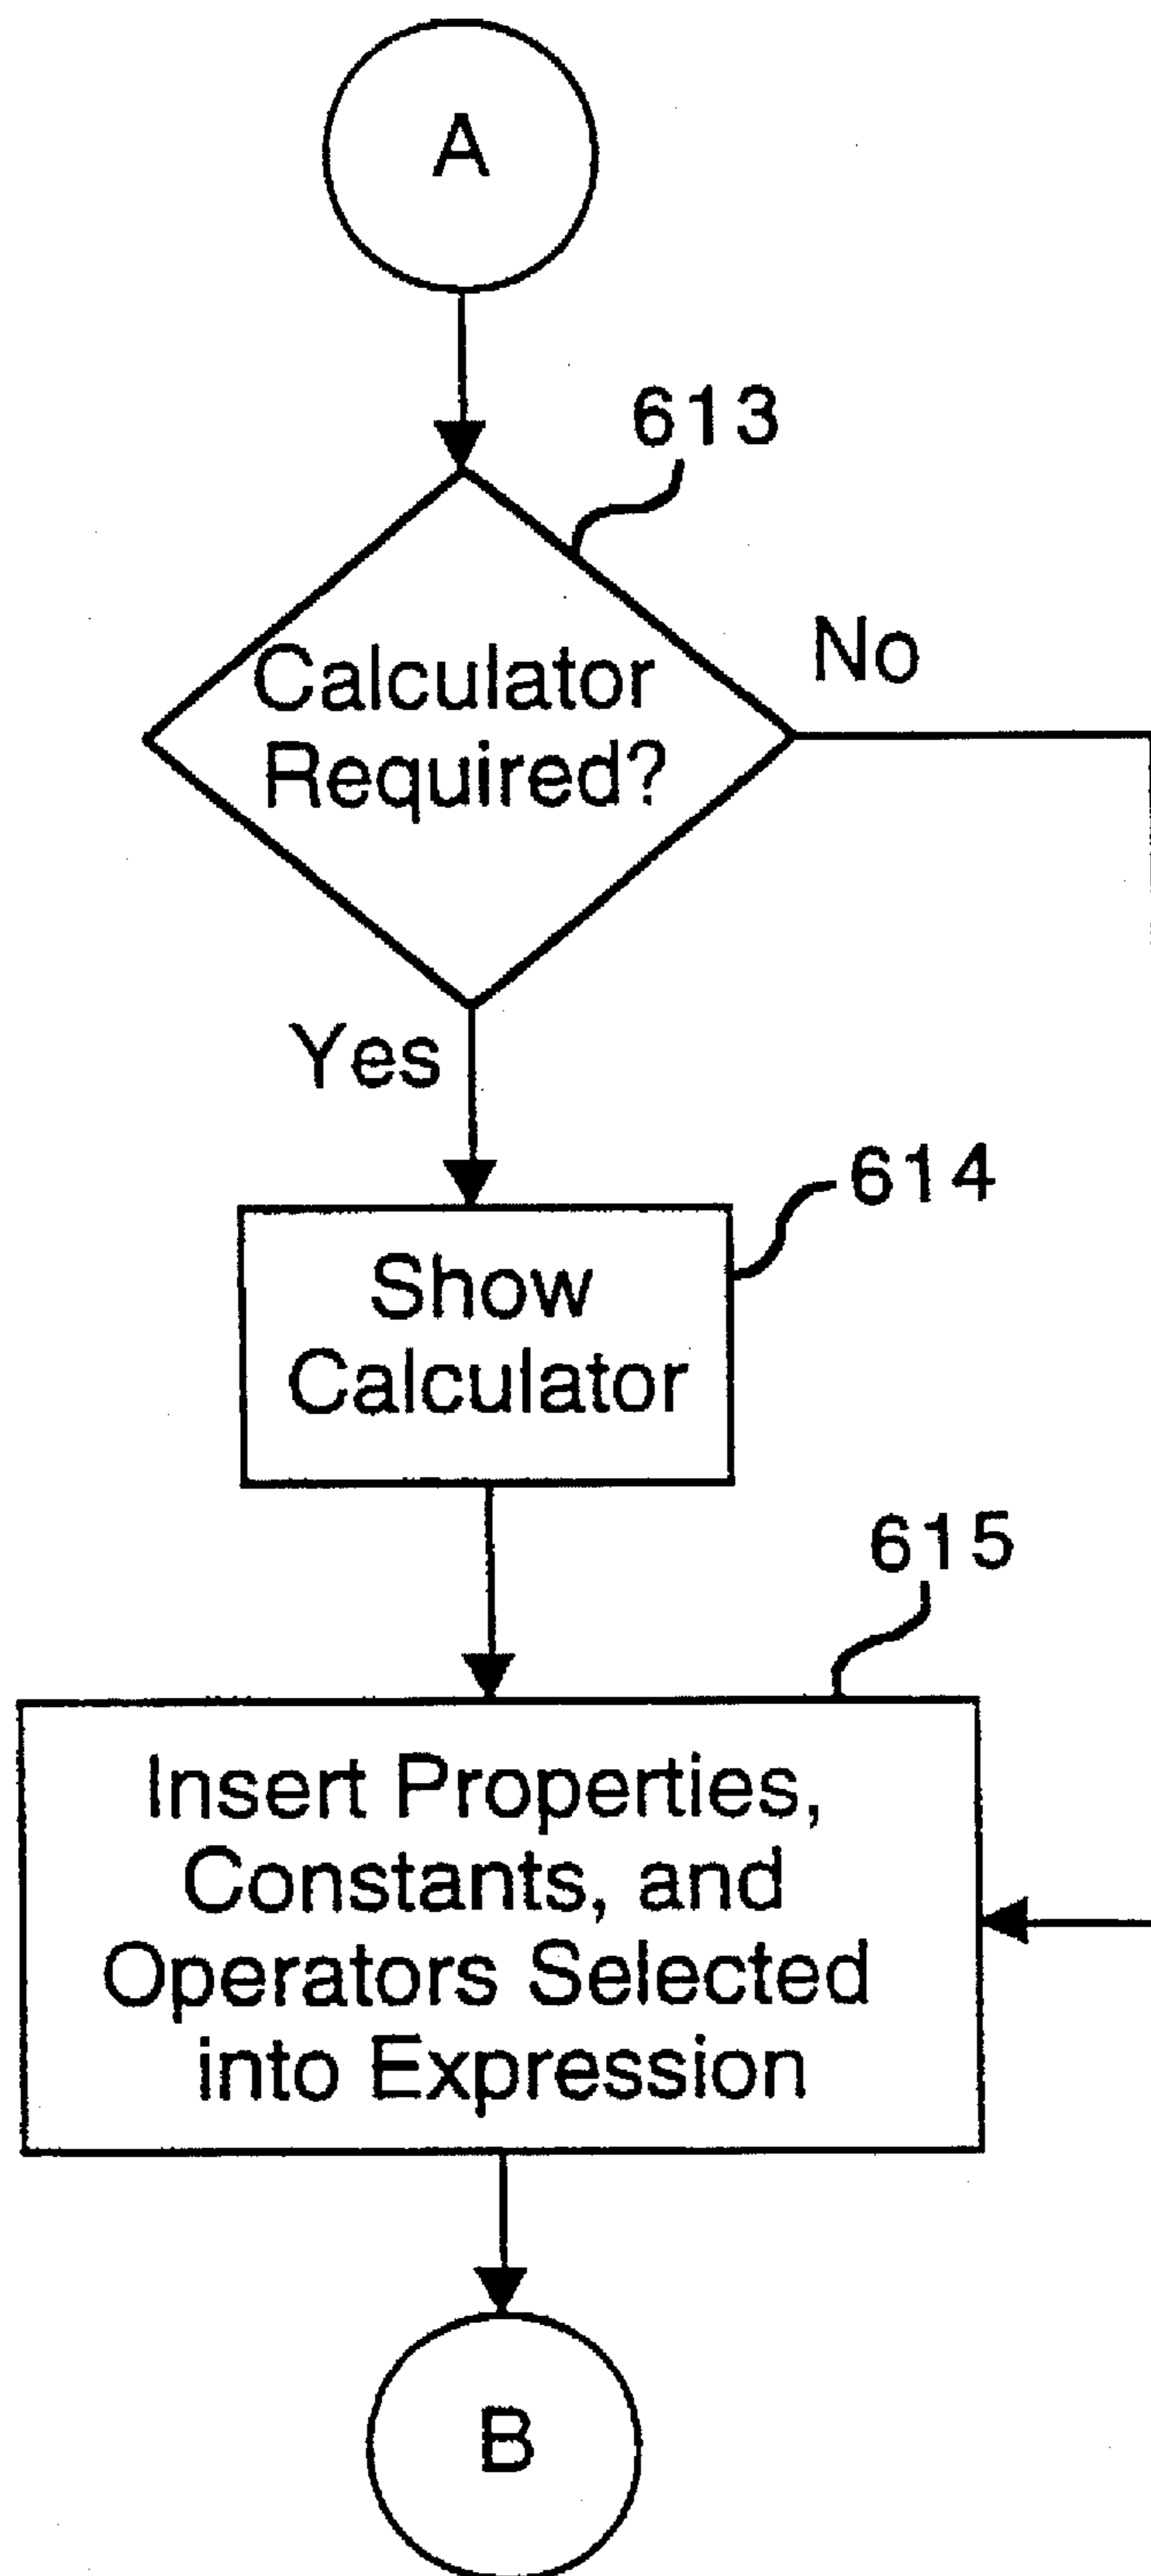 A
613
Calculator
Required?
No
Yes
614
Show
Calculator
615
Insert Properties,
Constants, and
Operators Selected
into Expression
B